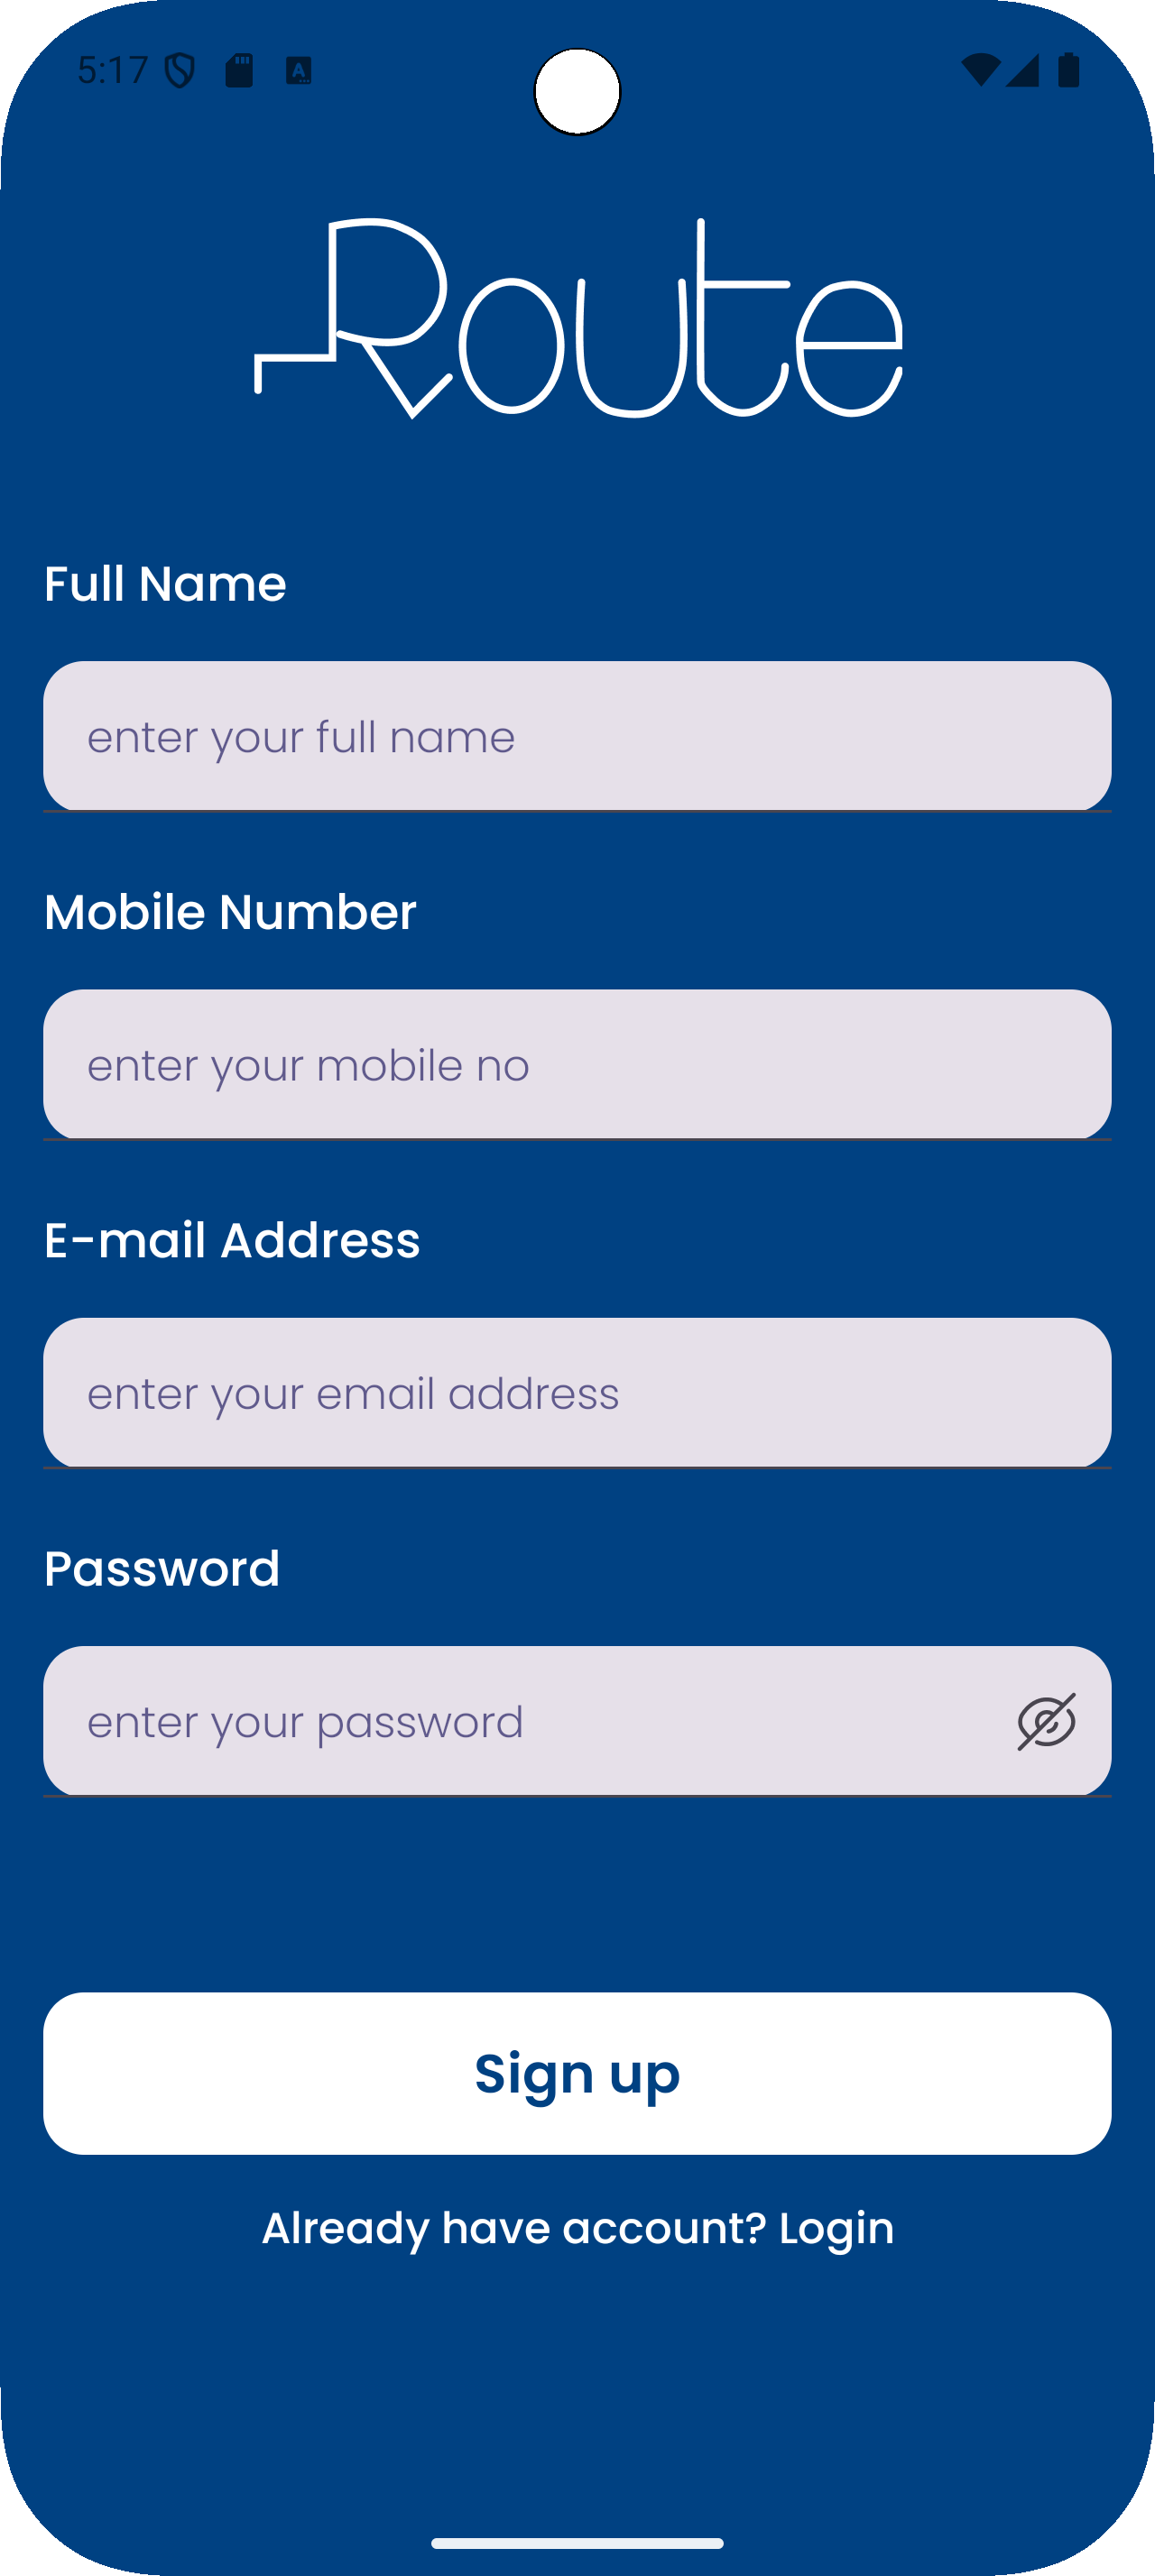 5:17
Route
Full Name
enter your full name
Mobile Number
enter your mobile no
E-mail Address
enter your email address
Password
enter your password
Sign up
Already have account? Login